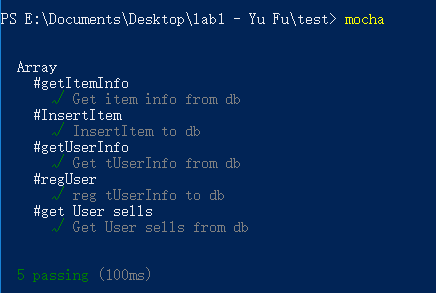 PS E:\Documents\Desktop\lab1 - Yu Fu\test> mocha
Array
#getItemInfo
√ Get item info from db
#InsertItem
√ InsertItem to db
#getUserInfo
√ Get tUserInfo from db
#regUser
√ reg tUserInfo to db
#get User sells
√ Get User sells from db
5 passing (100ms)